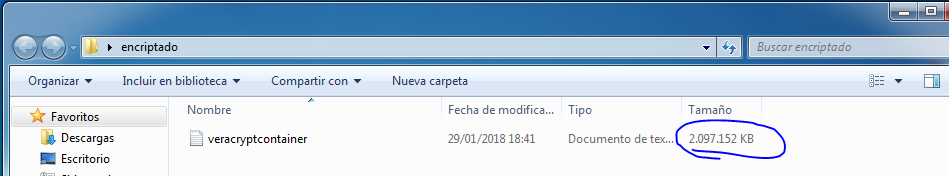 encriptado
Buscar encriptado
Organizar Incluir en biblioteca Compartir con Nueva carpeta
Favoritos Nombre Fecha de modifica... Tipo Tamaño
Descargas veracryptcontainer 29/01/2018 18:41 Documento de tex... 2.097.152 KB
Escritorio